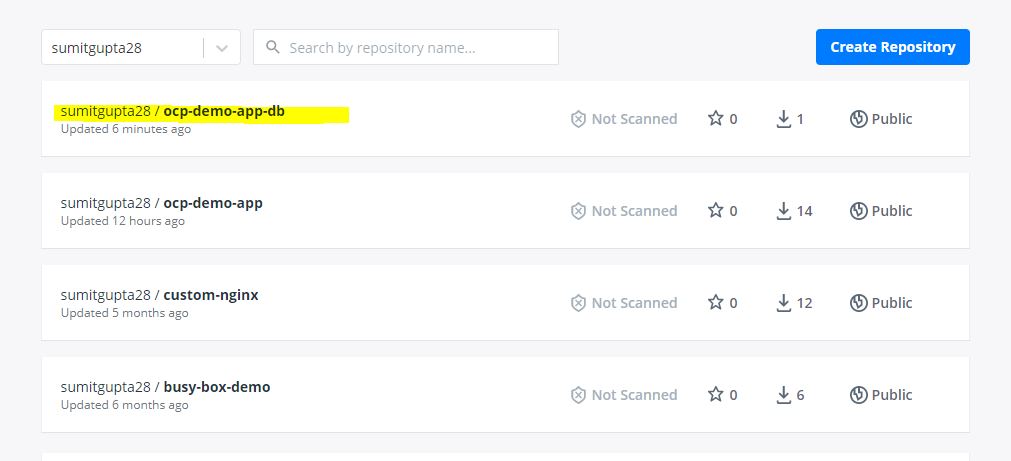 sumitgupta28
Search by repository name...
Create Repository
sumitgupta28 / ocp-demo-app-db
Updated 6 minutes ago
Not Scanned
0
1
Public
sumitgupta28 / ocp-demo-app
Updated 12 hours ago
Not Scanned
0
14
Public
sumitgupta28 / custom-nginx
Updated 5 months ago
Not Scanned
0
12
Public
sumitgupta28 / busy-box-demo
Updated 6 months ago
Not Scanned
0
6
Public